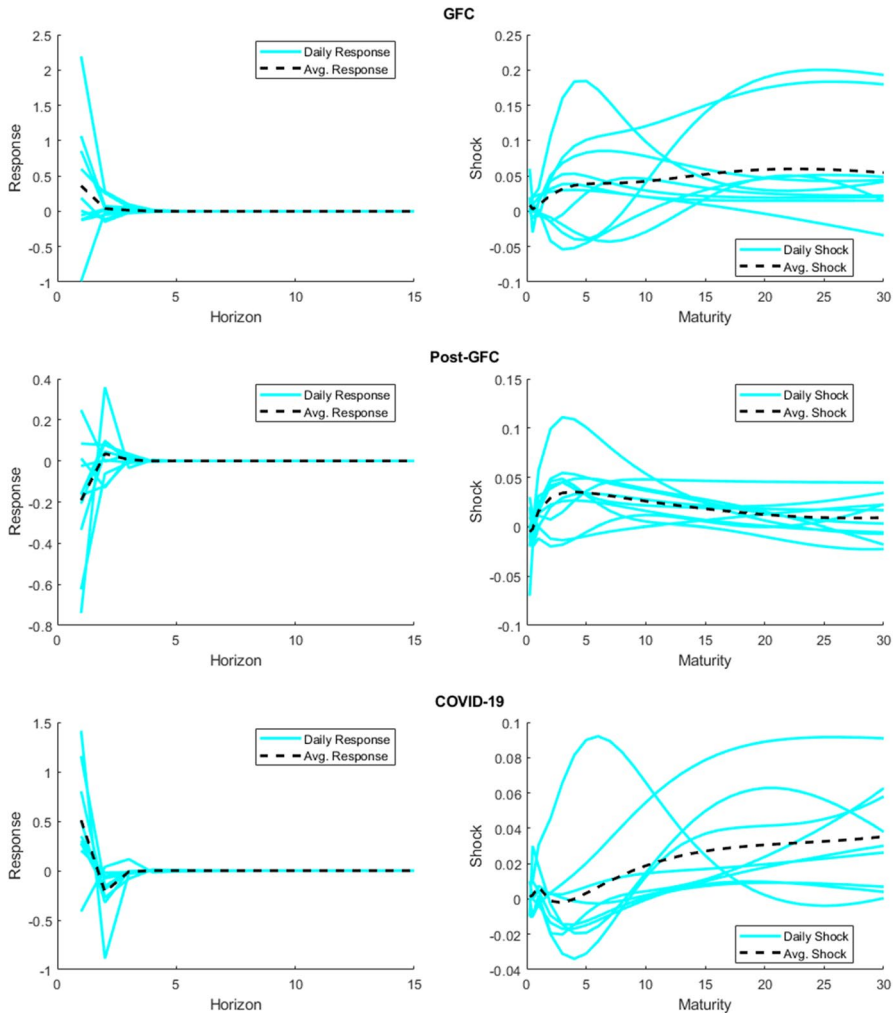 GFC
2.5
2
1.5
1
0.5
0
-0.5
-1
0
5
10
15
Response
Horizon
Daily Response
Avg. Response
0.25
0.2
0.15
0.1
0.05
0
-0.05
-0.1
0
5
10
15
20
25
30
Shock
Maturity
Daily Shock
Avg. Shock
Post-GFC
0.4
0.2
0
-0.2
-0.4
-0.6
-0.8
0
5
10
15
Response
Horizon
Daily Response
Avg. Response
0.15
0.1
0.05
0
-0.05
-0.1
0
5
10
15
20
25
30
Shock
Maturity
Daily Shock
Avg. Shock
COVID-19
1.5
1
0.5
0
-0.5
-1
0
5
10
15
Response
Horizon
Daily Response
Avg. Response
0.1
0.08
0.06
0.04
0.02
0
-0.02
-0.04
0
5
10
15
20
25
30
Shock
Maturity
Daily Shock
Avg. Shock